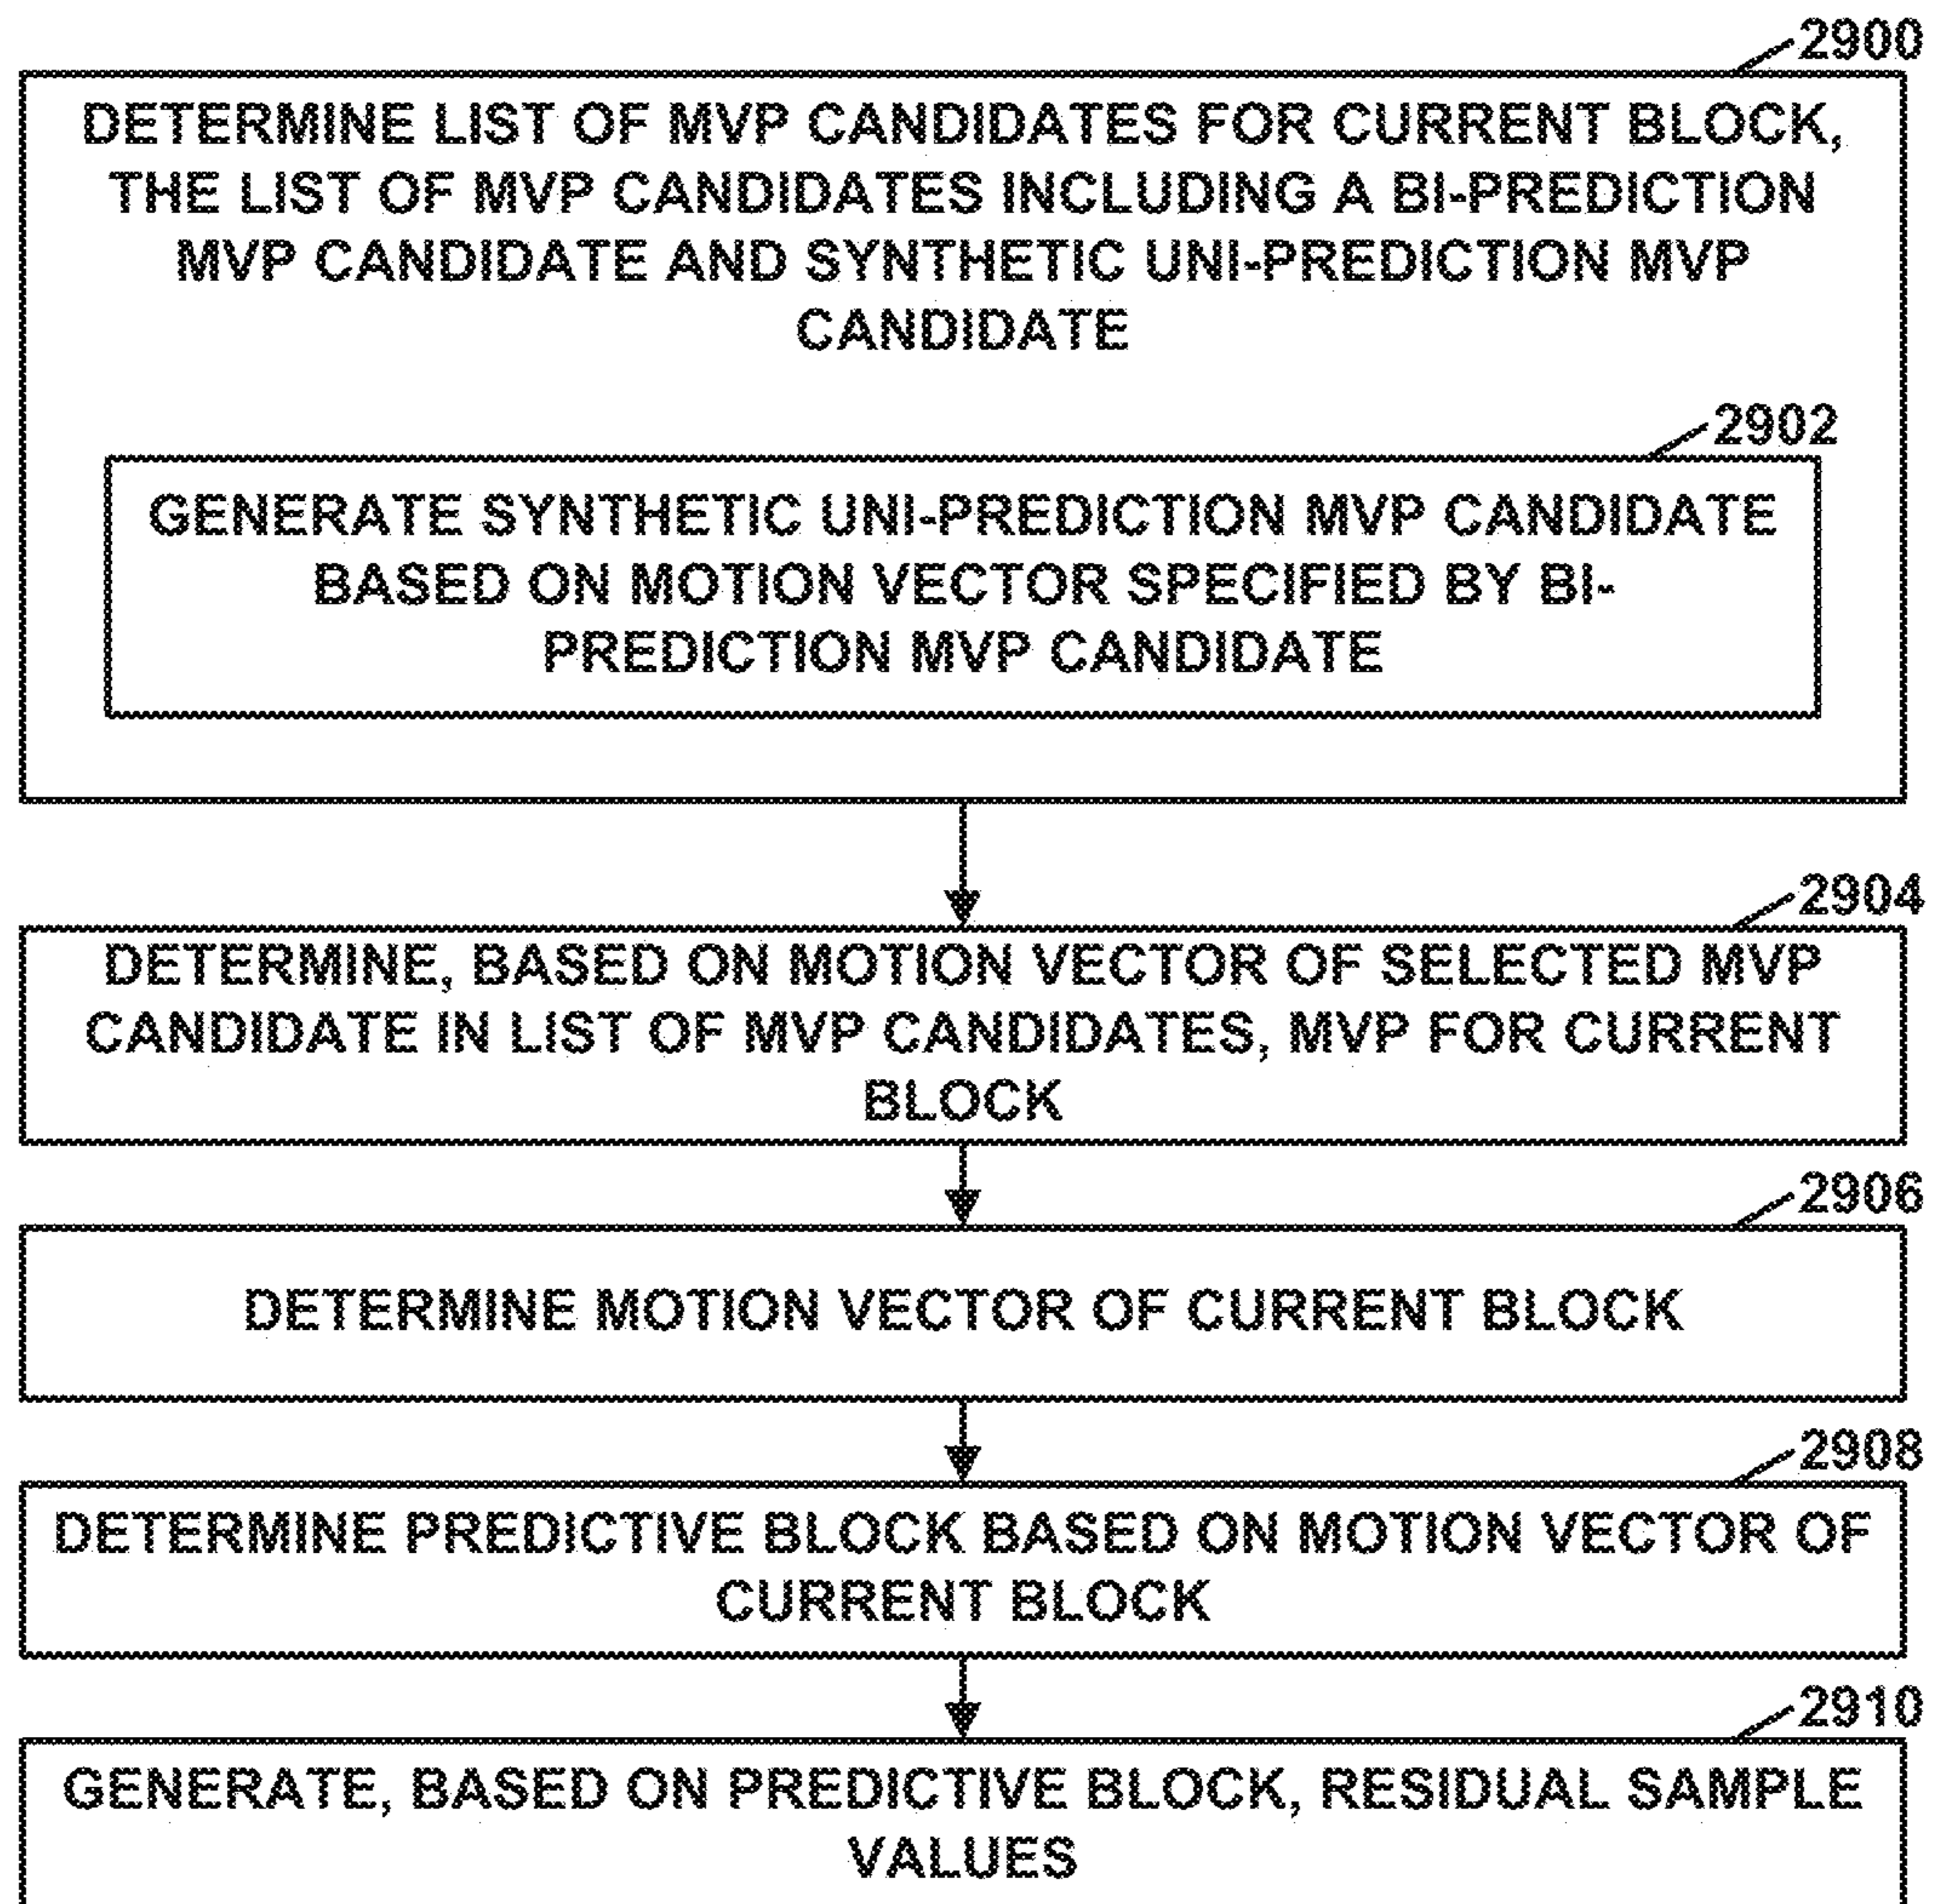 2900
DETERMINE LIST OF MVP CANDIDATES FOR CURRENT BLOCK,
THE LIST OF MVP CANDIDATES INCLUDING A BI-PREDICTION
MVP CANDIDATE AND SYNTHETIC UNI-PREDICTION MVP
CANDIDATE
2902
GENERATE SYNTHETIC UNI-PREDICTION MVP CANDIDATE
BASED ON MOTION VECTOR SPECIFIED BY BI-
PREDICTION MVP CANDIDATE
2904
DETERMINE, BASED ON MOTION VECTOR OF SELECTED MVP
CANDIDATE IN LIST OF MVP CANDIDATES, MVP FOR CURRENT
BLOCK
2906
DETERMINE MOTION VECTOR OF CURRENT BLOCK
2908
DETERMINE PREDICTIVE BLOCK BASED ON MOTION VECTOR OF
CURRENT BLOCK
2910
GENERATE, BASED ON PREDICTIVE BLOCK, RESIDUAL SAMPLE
VALUES